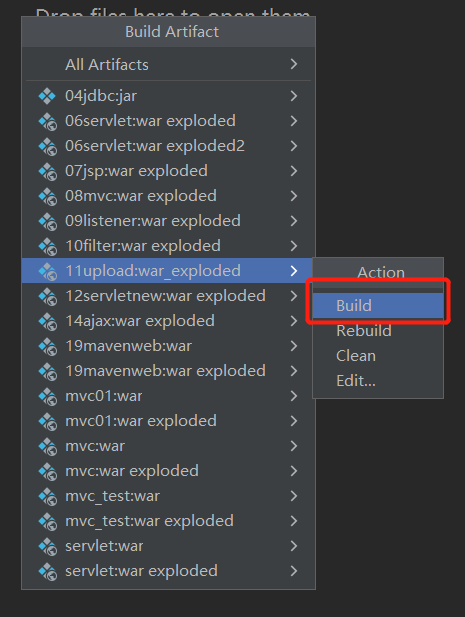 Drop files here to open them
Build Artifact
All Artifacts
04jdbc:jar
06servlet:war exploded
06servlet:war exploded2
07jsp:war exploded
08mvc:war exploded
09listener:war exploded
10filter:war exploded
11upload:war_exploded
Action
12servletnew:war exploded
Build
14ajax:war exploded
Rebuild
19mavenweb:war
Clean
19mavenweb:war exploded
Edit...
mvc01:war
mvc01:war exploded
mvc:war
mvc:war exploded
mvc_test:war
mvc_test:war exploded
servlet:war
servlet:war exploded